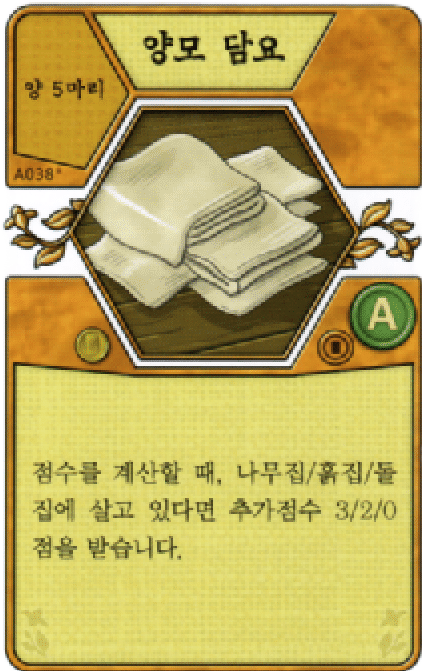 양모 담요
양 5마리
A038*
A
점수를 계산할 때, 나무집/흙집/돌
집에 살고 있다면 추가점수 3/2/0
점을 받습니다.